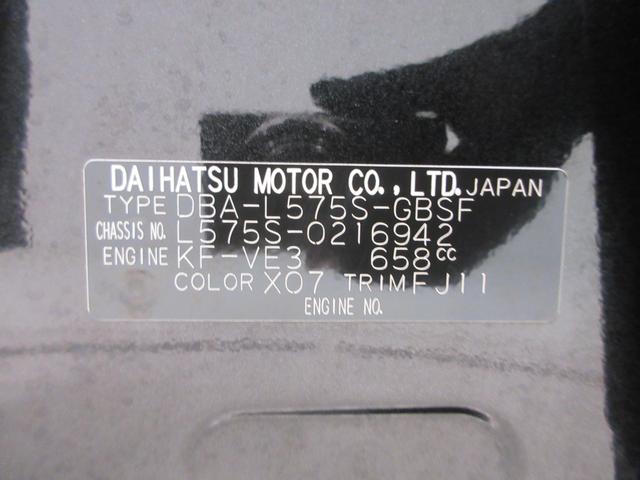 DAIHATSU MOTOR CO., LTD. JAPAN
TYPE DBA-L575S-GBSF
CHASSIS NO. L575S-0216942
ENGINE KF-VE3 658cc
COLOR X07 TRIM FJ11
ENGINE NO.